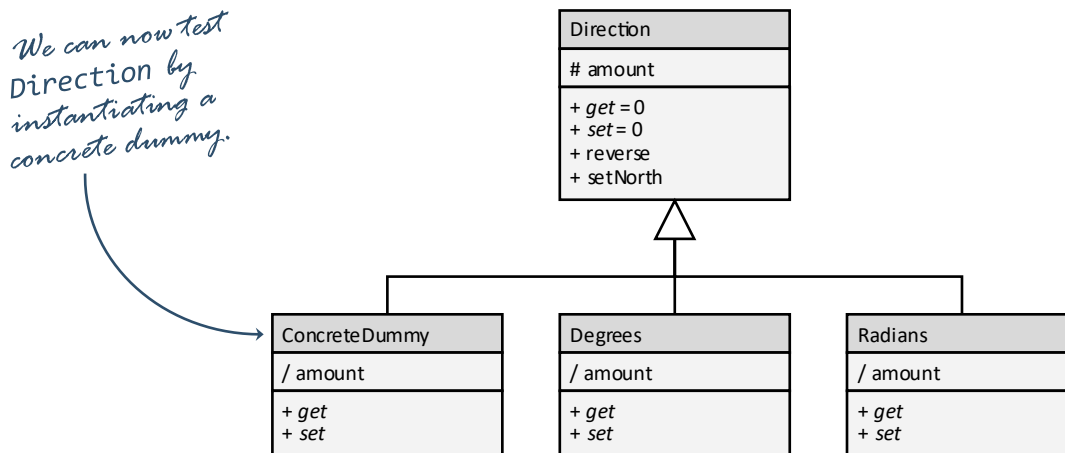 We can now test
Direction by
instantiating a
concrete dummy.
Direction
# amount
+ get = 0
+ set = 0
+ reverse
+ setNorth
ConcreteDummy
/ amount
+ get
+ set
Degrees
/ amount
+ get
+ set
Radians
/ amount
+ get
+ set